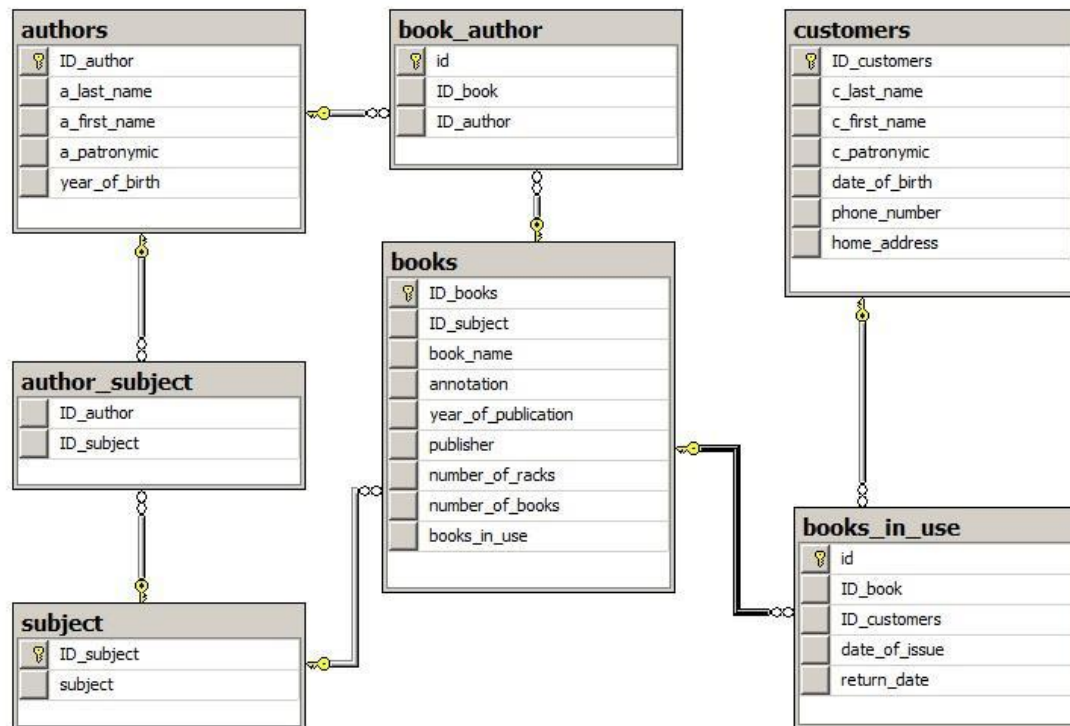 authors
ID_author
a_last_name
a_first_name
a_patronymic
year_of_birth
book_author
id
ID_book
ID_author
customers
ID_customers
c_last_name
c_first_name
c_patronymic
date_of_birth
phone_number
home_address
books
ID_books
ID_subject
book_name
annotation
year_of_publication
publisher
number_of_racks
number_of_books
books_in_use
author_subject
ID_author
ID_subject
subject
ID_subject
subject
books_in_use
id
ID_book
ID_customers
date_of_issue
return_date